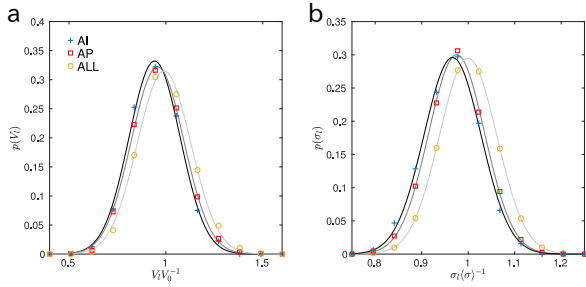 a
b
0.4
0.35
0.3
0.25
0.2
0.15
0.1
0.05
0
p(V_l)
AI
AP
ALL
0.5 1 1.5
V_l V_0^{-1}
0.35
0.3
0.25
0.2
0.15
0.1
0.05
0
p(σ_l)
0.8 0.9 1 1.1 1.2
σ_l⟨σ⟩^{-1}